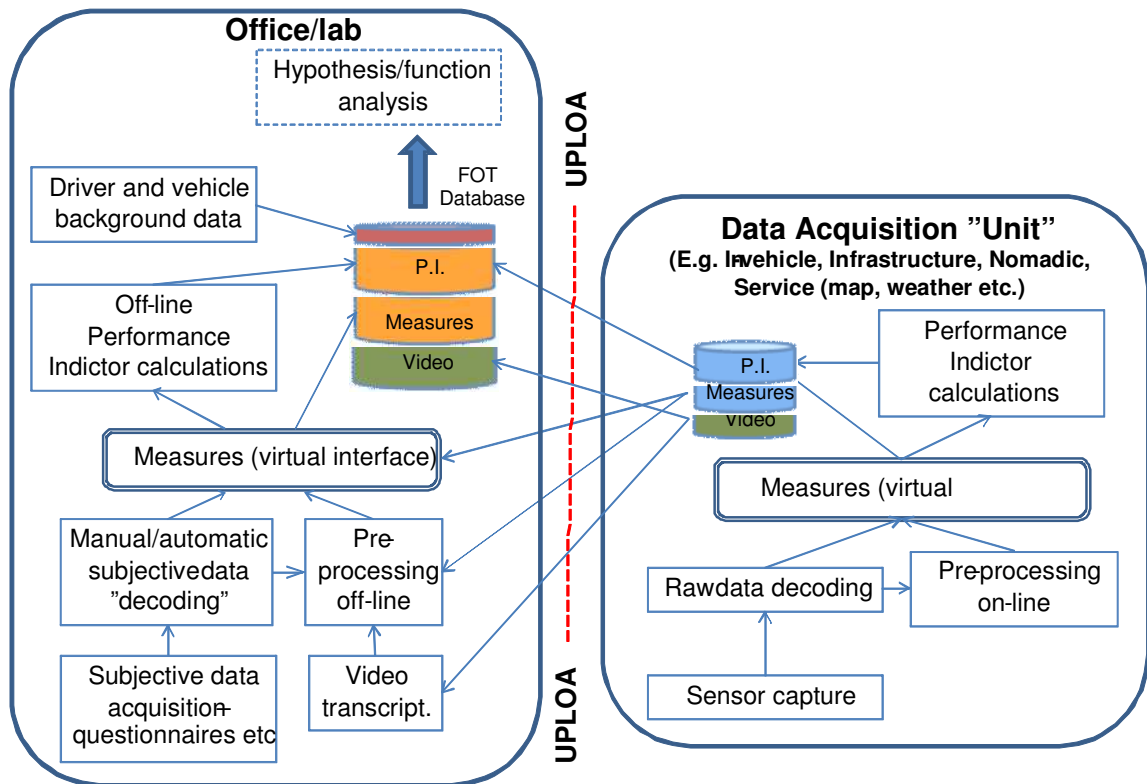 Office/lab
Hypothesis/function
analysis
FOT
Database
Driver and vehicle
background data
P.I.
Measures
Video
Off-line
Performance
Indictor calculations
Measures (virtual interface)
Manual/automatic
subjectivedata
"decoding"
Pre-
processing
off-line
Subjective data
acquisition-
questionnaires etc
Video
transcript.
UPLOA
UPLOA
Data Acquisition "Unit"
(E.g. In-vehicle, Infrastructure, Nomadic,
Service (map, weather etc.)
P.I.
Measures
Video
Performance
Indictor
calculations
Measures (virtual
Rawdata decoding
Pre-processing
on-line
Sensor capture